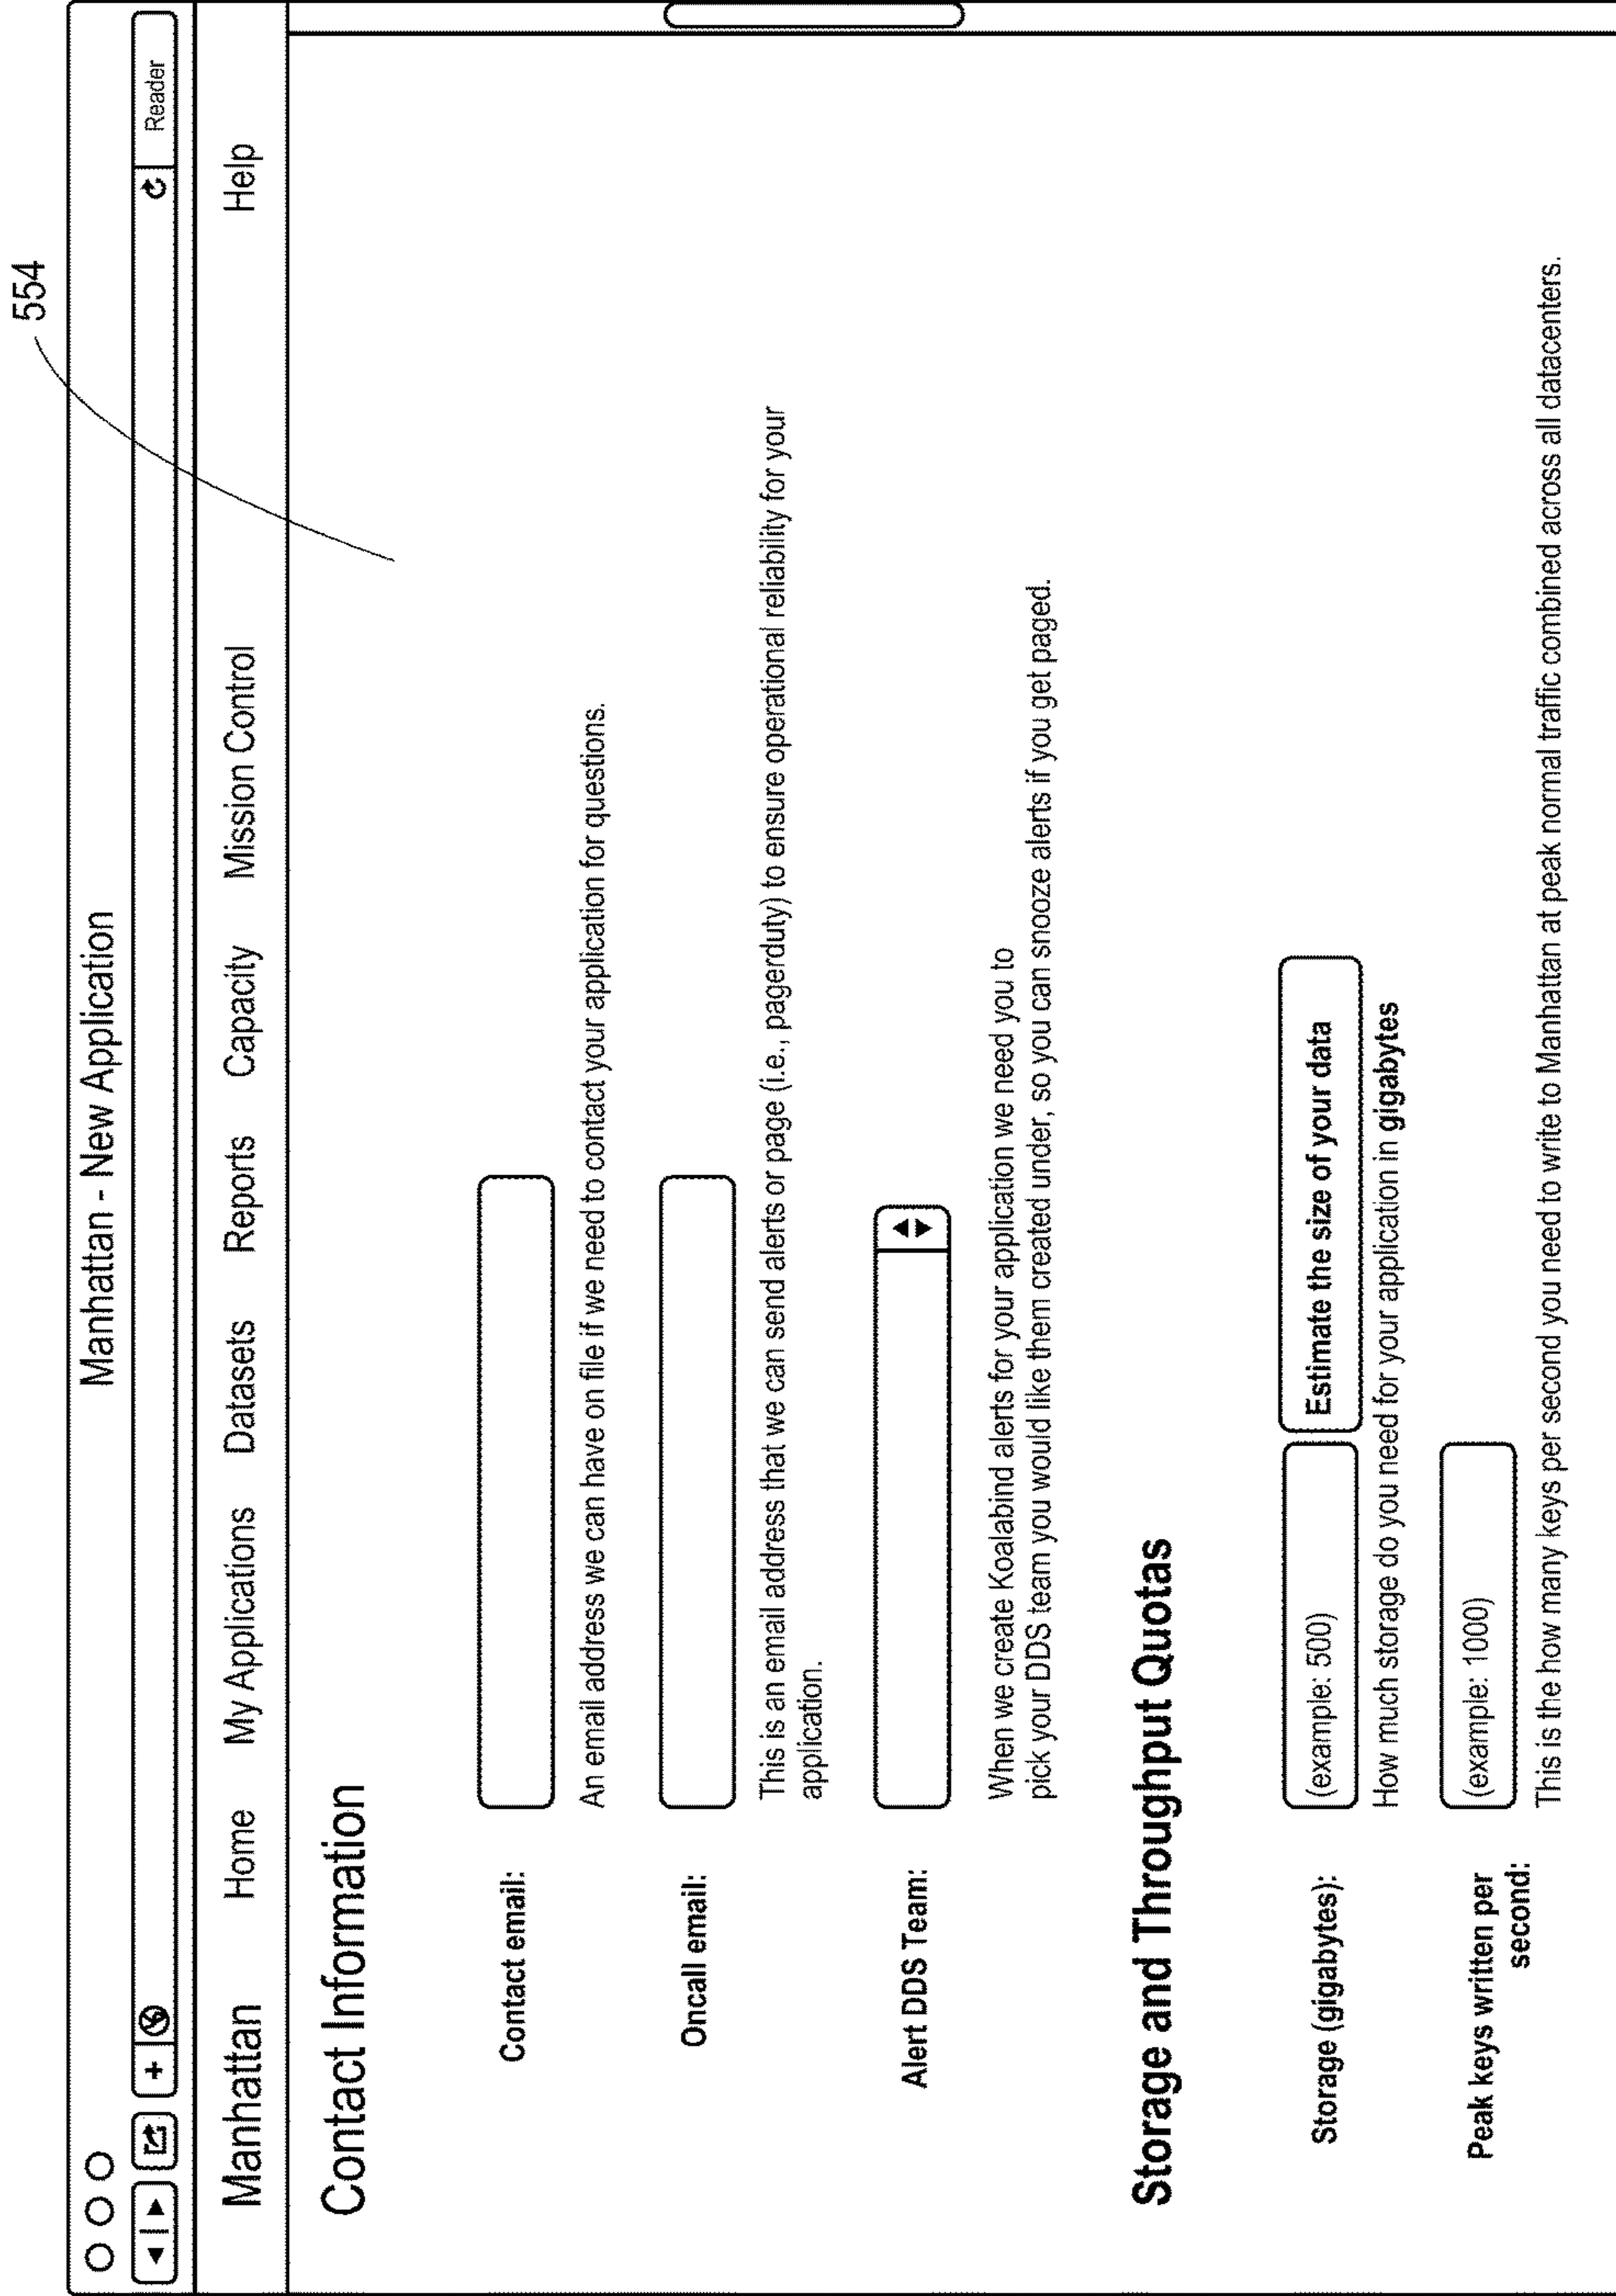 554
Manhattan - New Application
Reader
Manhattan Home My Applications Datasets Reports Capacity Mission Control Help
Contact Information
Contact email:
An email address we can have on file if we need to contact your application for questions.
Oncall email:
This is an email address that we can send alerts or page (i.e., pagerduty) to ensure operational reliability for your
application.
Alert DDS Team:
When we create Koalabind alerts for your application we need you to
pick your DDS team you would like them created under, so you can snooze alerts if you get paged.
Storage and Throughput Quotas
Storage (gigabytes): (example: 500) Estimate the size of your data
How much storage do you need for your application in gigabytes
Peak keys written per (example: 1000)
second:
This is the how many keys per second you need to write to Manhattan at peak normal traffic combined across all datacenters.